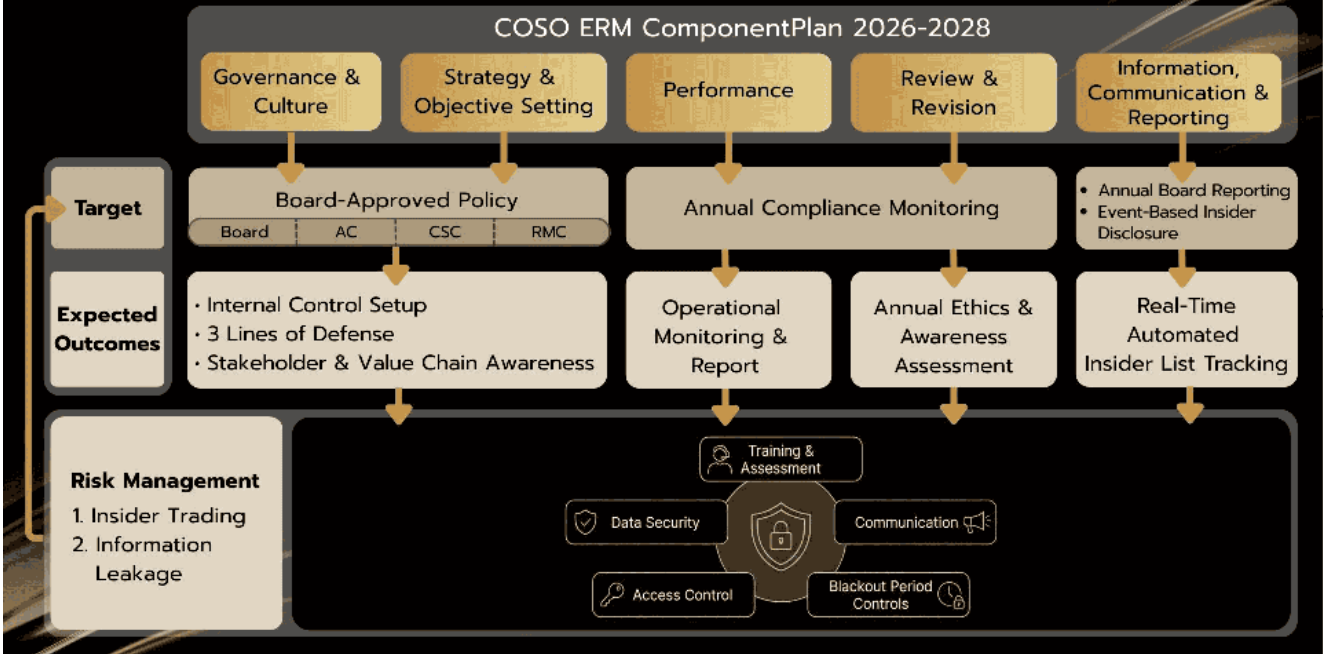 COSO ERM ComponentPlan 2026-2028
Governance &
Culture
Strategy &
Objective Setting
Performance
Review &
Revision
Information,
Communication &
Reporting
Target
Board-Approved Policy
Board
AC
CSC
RMC
Annual Compliance Monitoring
• Annual Board Reporting
• Event-Based Insider
Disclosure
Expected
Outcomes
· Internal Control Setup
· 3 Lines of Defense
· Stakeholder & Value Chain Awareness
Operational
Monitoring &
Report
Annual Ethics &
Awareness
Assessment
Real-Time
Automated
Insider List Tracking
Risk Management
1. Insider Trading
2. Information
Leakage
Training &
Assessment
Data Security
Communication
Access Control
Blackout Period
Controls